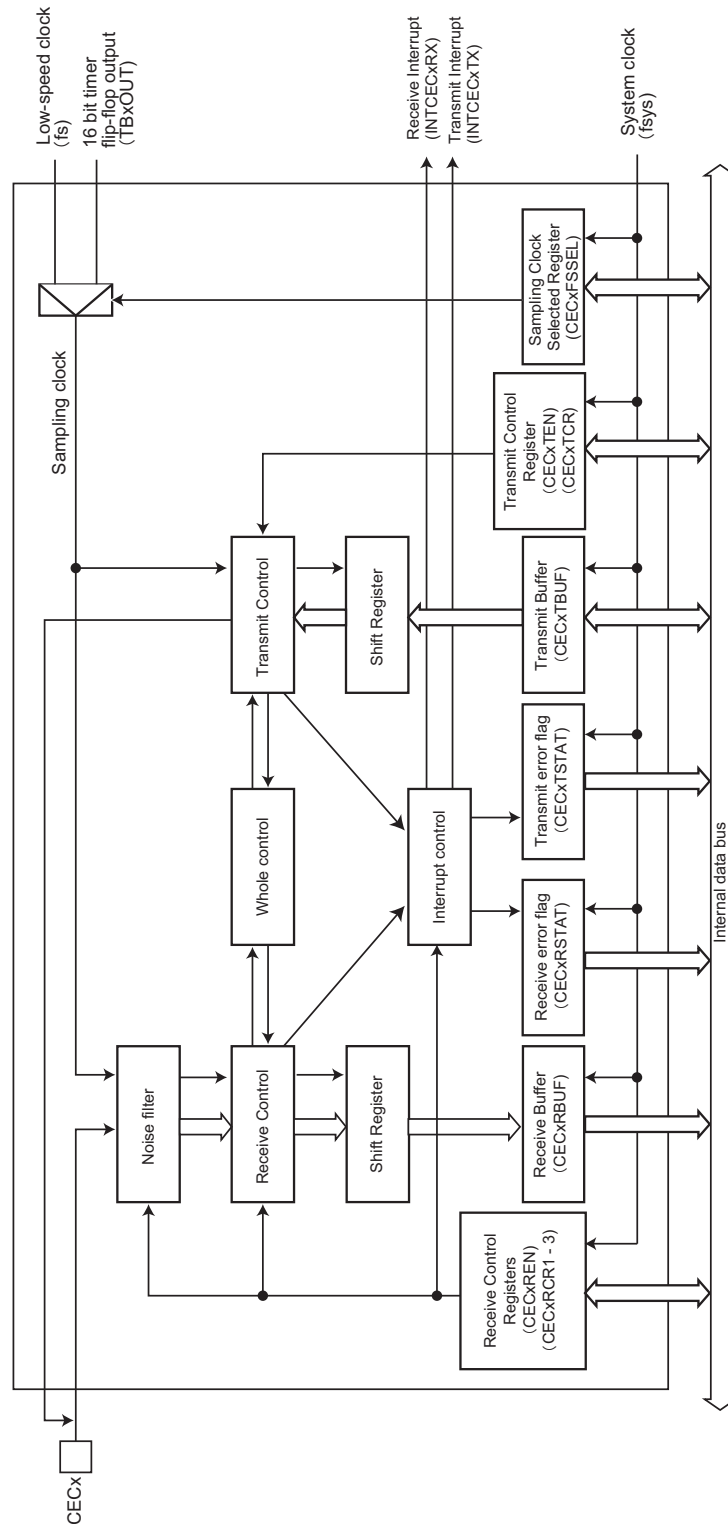 CECx
Low-speed clock
(fs)
16 bit timer
flip-flop output
(TBxOUT)
Sampling clock
Noise filter
Receive Control
Whole control
Transmit Control
Shift Register
Shift Register
Interrupt control
Receive Interrupt
(INTCECxRX)
Transmit Interrupt
(INTCECxTX)
Receive Control
Registers
(CECxREN)
(CECxRCR1 - 3)
Receive Buffer
(CECxRBUF)
Receive error flag
(CECxRSTAT)
Transmit error flag
(CECxTSTAT)
Transmit Buffer
(CECxTBUF)
Transmit Control
Register
(CECxTEN)
(CECxTCR)
Sampling Clock
Selected Register
(CECxFSSEL)
System clock
(fsys)
Internal data bus